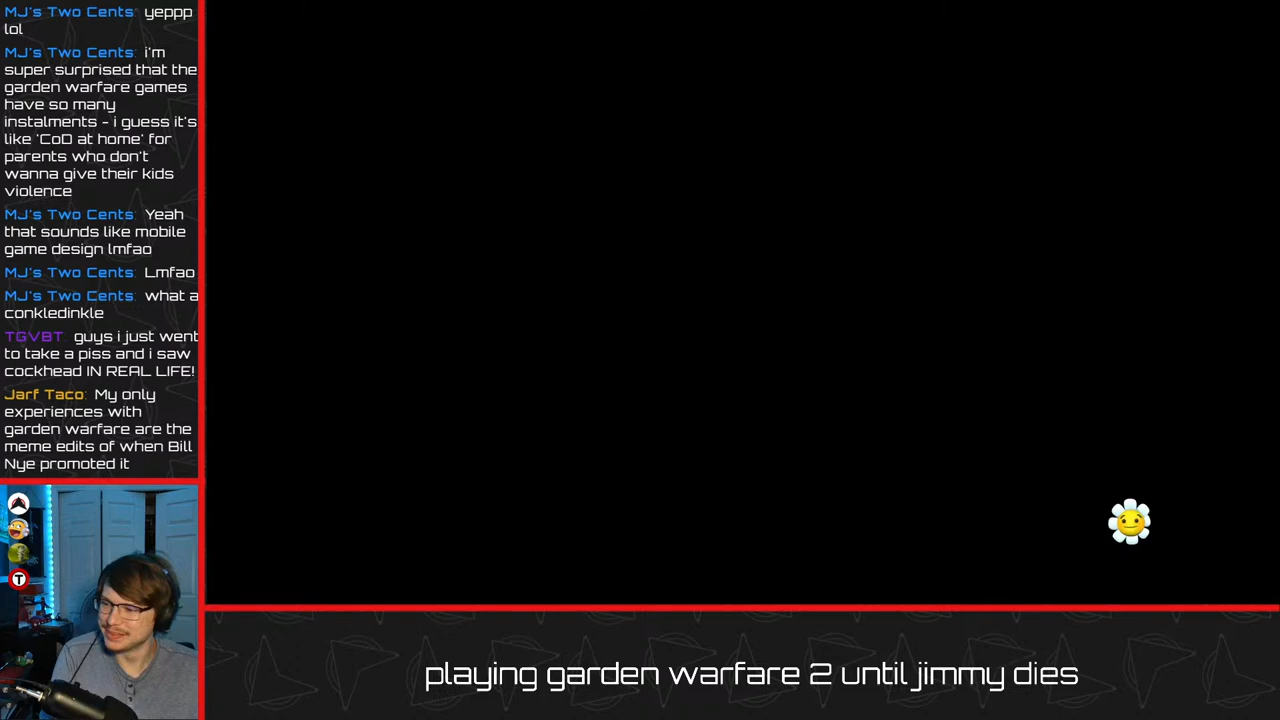 MJ's Two Cents: yeppp
lol
MJ's Two Cents: i'm
super surprised that the
garden warfare games
have so many
instalments - i guess it's
like 'CoD at home' for
parents who don't
wanna give their kids
violence
MJ's Two Cents: Yeah
that sounds like mobile
game design lmfao
MJ's Two Cents: Lmfao
MJ's Two Cents: what a
conkledinkle
TGVBT: guys i just went
to take a piss and i saw
cockhead IN REAL LIFE!
Jarf Taco: My only
experiences with
garden warfare are the
meme edits of when Bill
Nye promoted it
T
playing garden warfare 2 until jimmy dies